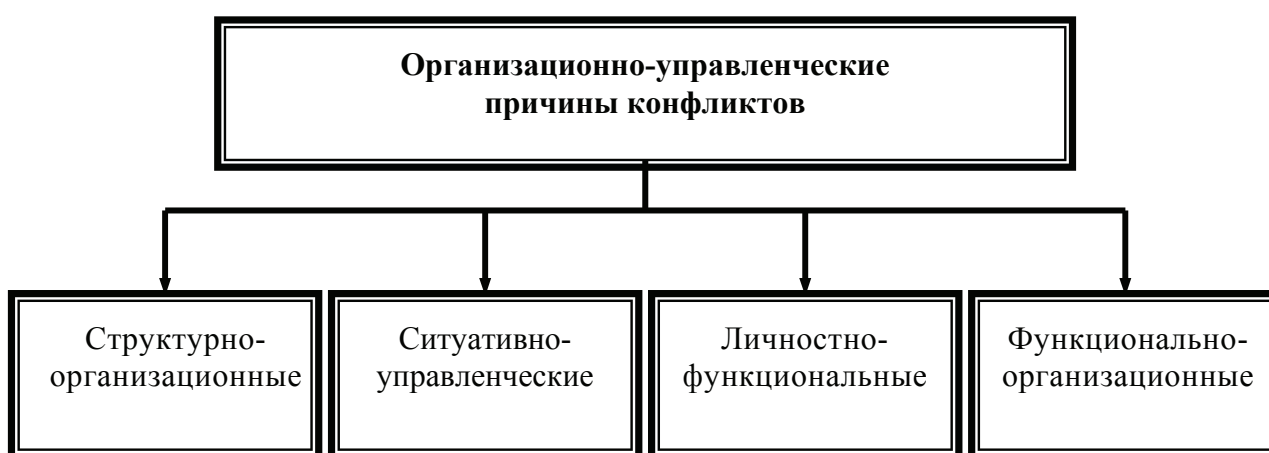 Организационно-управленческие
причины конфликтов
Структурно-
организационные
Ситуативно-
управленческие
Личностно-
функциональные
Функционально-
организационные